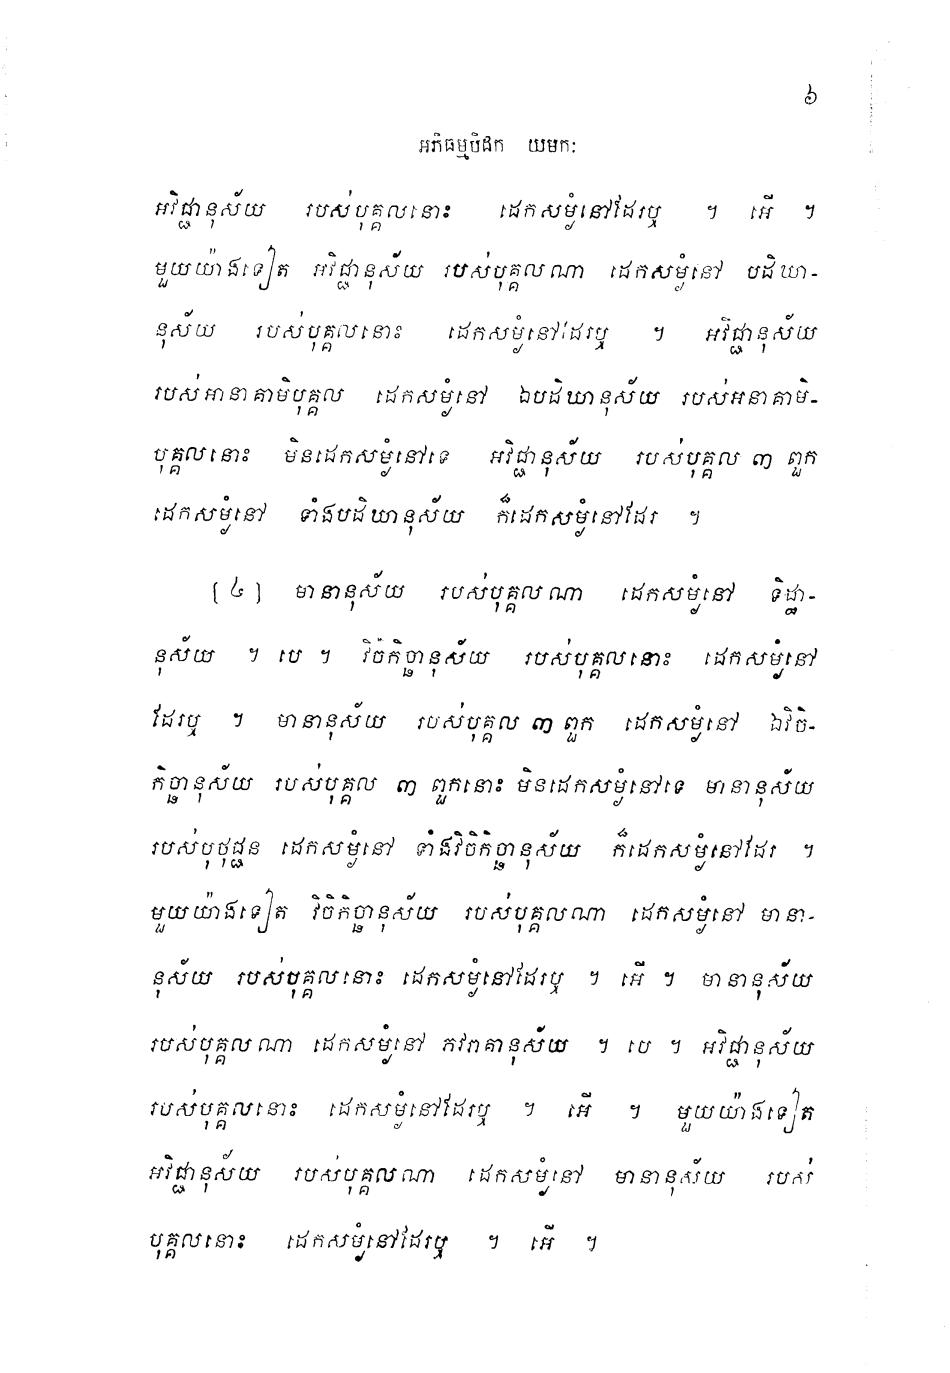 ៦
អភិធម្មបិដក យមកៈ
អវិជ្ជានុស័យ របស់បុគ្គលនោះ ដេកសម្ងំនៅដែរឬ ។ អើ ។
មួយយ៉ាងទៀត អវិជ្ជានុស័យ របស់បុគ្គលណា ដេកសម្ងំនៅ បដិឃា-
នុស័យ របស់បុគ្គលនោះ ដេកសម្ងំនៅដែរឬ ។ អវិជ្ជានុស័យ
របស់អានាគាមិបុគ្គល ដេកសម្ងំនៅ ឯបដិឃានុស័យ របស់អនាគាមិ-
បុគ្គលនោះ មិនដេកសម្ងំនៅទេ អវិជ្ជានុស័យ របស់បុគ្គល ៣ ពួក
ដេកសម្ងំនៅ ទាំងបដិឃានុស័យ ក៏ដេកសម្ងំនៅដែរ ។
[៤] មានានុស័យ របស់បុគ្គលណា ដេកសម្ងំនៅ ទិដ្ឋា-
នុស័យ ។ បេ ។ វិចិកិច្ឆានុស័យ របស់បុគ្គលនោះ ដេកសម្ងំនៅ
ដែរឬ ។ មានានុស័យ របស់បុគ្គល ៣ ពួក ដេកសម្ងំនៅ ឯវិចិ-
កិច្ឆានុស័យ របស់បុគ្គល ៣ ពួកនោះ មិនដេកសម្ងំនៅទេ មានានុស័យ
របស់បុថុជ្ជន ដេកសម្ងំនៅ ទាំងវិចិកិច្ឆានុស័យ ក៏ដេកសម្ងំនៅដែរ ។
មួយយ៉ាងទៀត វិចិកិច្ឆានុស័យ របស់បុគ្គលណា ដេកសម្ងំនៅ មានា-
នុស័យ របស់បុគ្គលនោះ ដេកសម្ងំនៅដែរឬ ។ អើ ។ មានានុស័យ
របស់បុគ្គលណា ដេកសម្ងំនៅ ភវរាគានុស័យ ។ បេ ។ អវិជ្ជានុស័យ
របស់បុគ្គលនោះ ដេកសម្ងំនៅដែរឬ ។ អើ ។ មួយយ៉ាងទៀត
អវិជ្ជានុស័យ របស់បុគ្គលណា ដេកសម្ងំនៅ មានានុស័យ របស់
បុគ្គលនោះ ដេកសម្ងំនៅដែរឬ ។ អើ ។